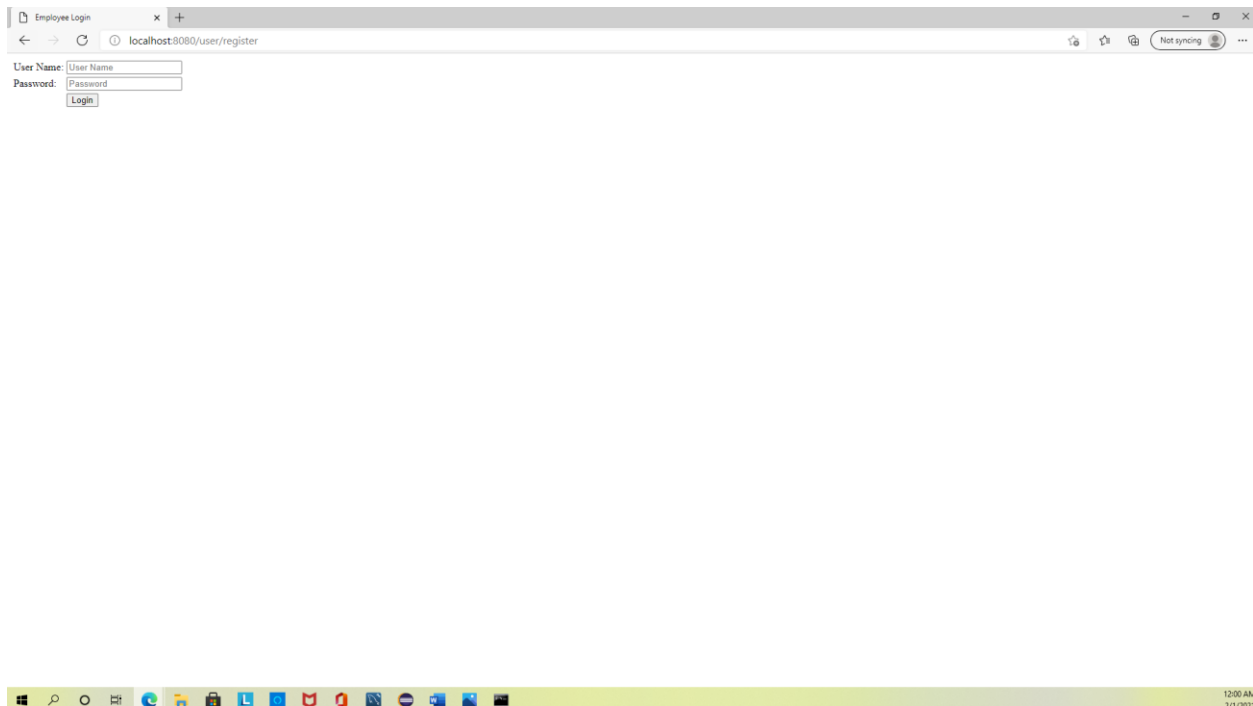 Employee Login
localhost:8080/user/register
Not syncing
User Name: User Name
Password: Password
Login
L
12:00 AM